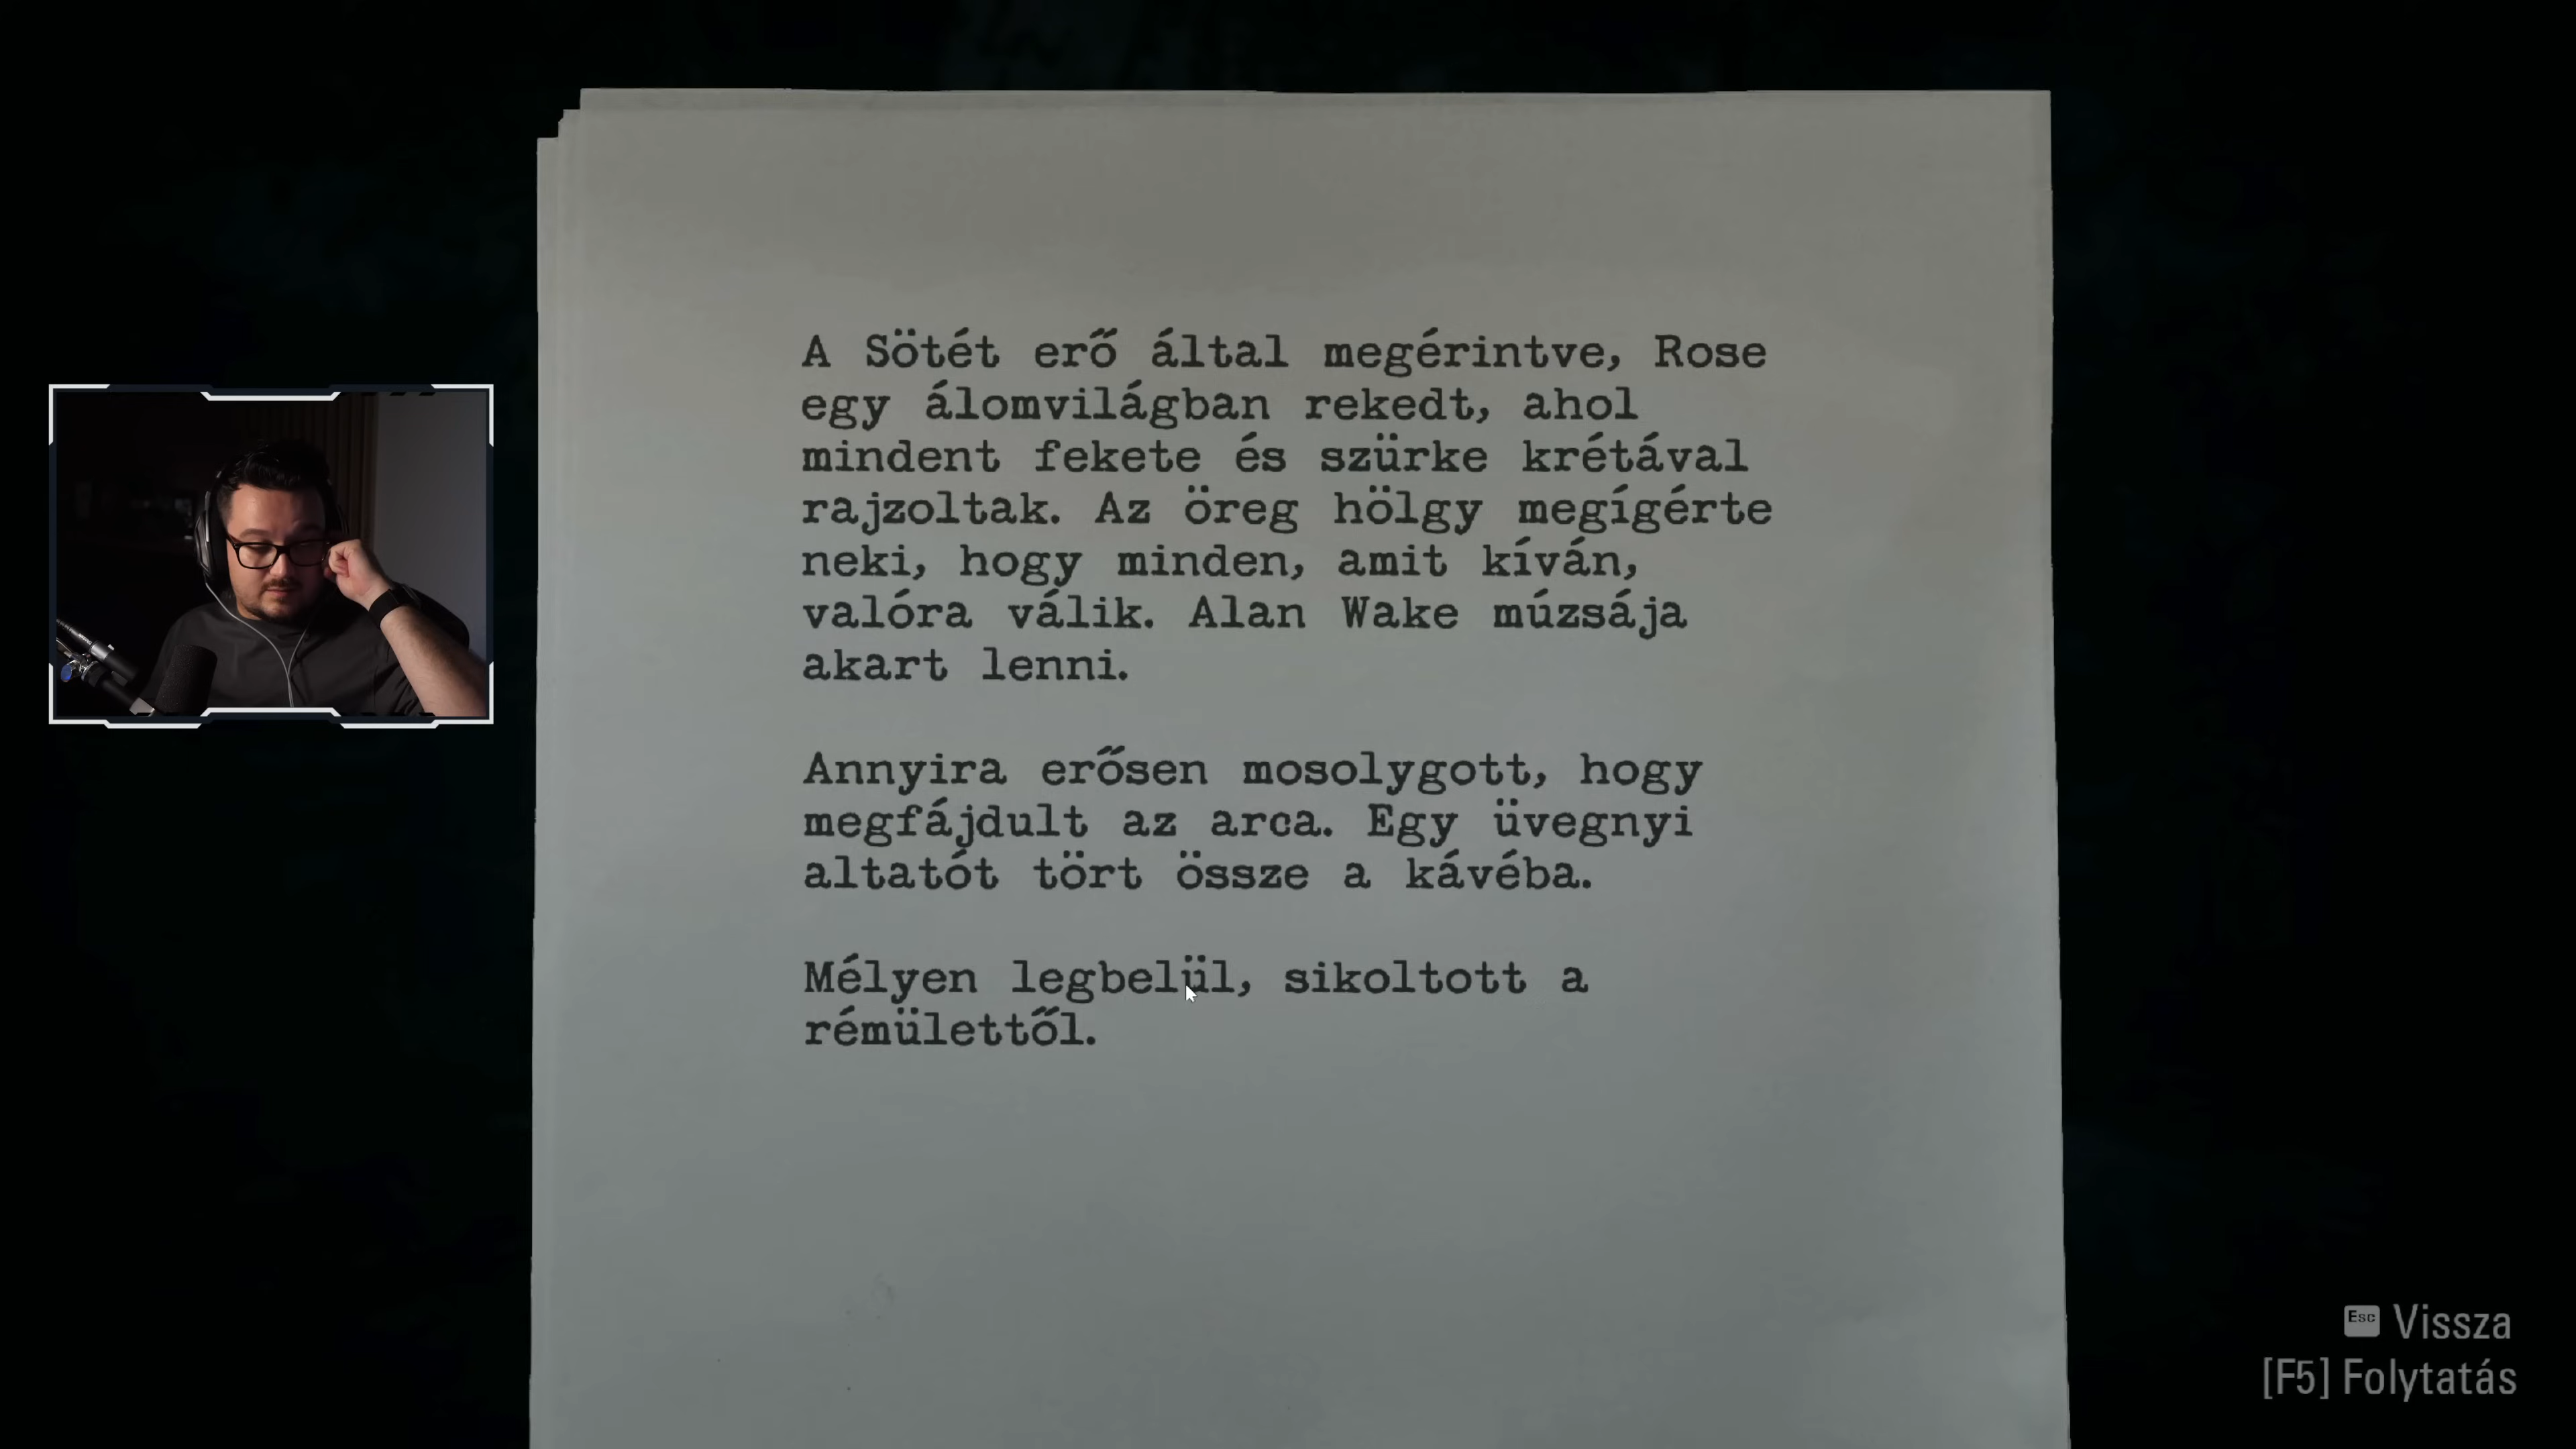 A Sötét erő által megérintve, Rose
egy álomvilágban rekedt, ahol
mindent fekete és szürke krétával
rajzoltak. Az öreg hölgy megígérte
neki, hogy minden, amit kíván,
valóra válik. Alan Wake múzsája
akart lenni.
Annyira erősen mosolygott, hogy
megfájdult az arca. Egy üvegnyi
altatót tört össze a kávéba.
Mélyen legbelül, sikoltott a
rémülettől.
Esc Vissza
[F5] Folytatás